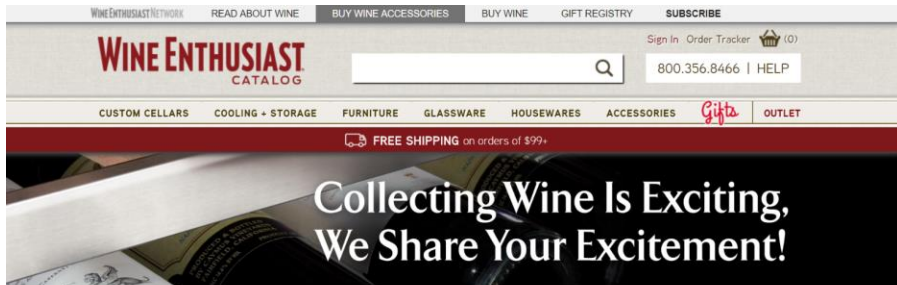 WINE ENTHUSIAST NETWORK READ ABOUT WINE BUY WINE ACCESSORIES BUY WINE GIFT REGISTRY SUBSCRIBE
Sign In Order Tracker (0)
WINE ENTHUSIAST
CATALOG
800.356.8466 | HELP
CUSTOM CELLARS COOLING + STORAGE FURNITURE GLASSWARE HOUSEWARES ACCESSORIES Gifts OUTLET
FREE SHIPPING on orders of $99+
Collecting Wine Is Exciting,
We Share Your Excitement!